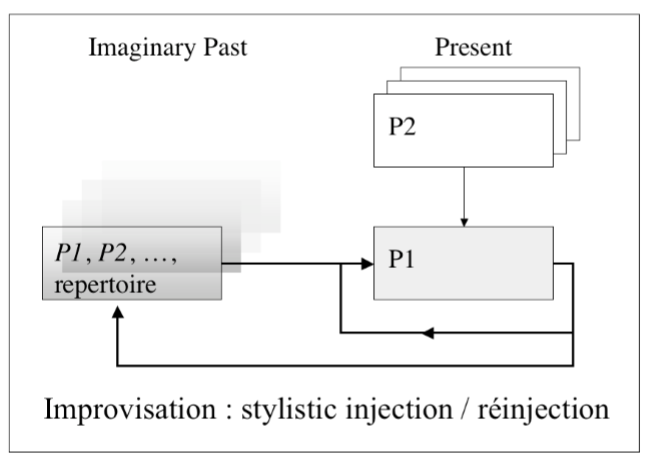 Imaginary Past
Present
P2
P1, P2, …,
repertoire
P1
Improvisation : stylistic injection / réinjection